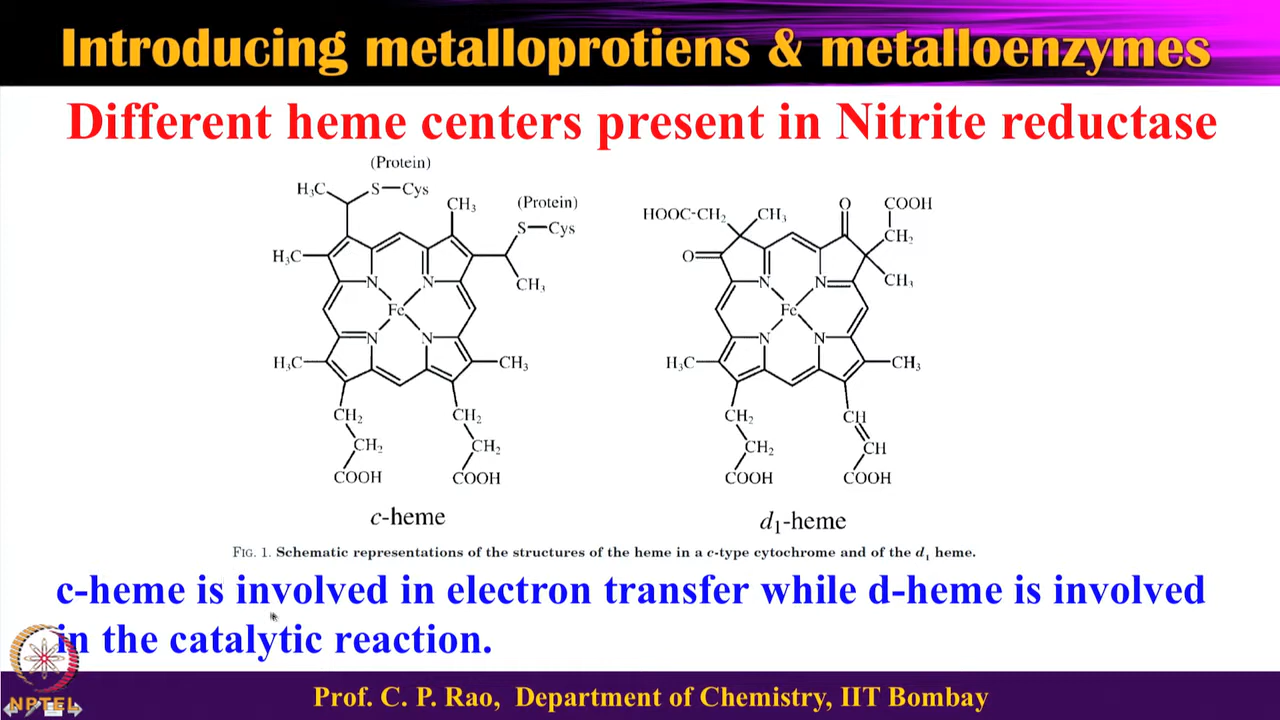 Introducing metalloprotiens & metalloenzymes
Different heme centers present in Nitrite reductase
(Protein)
H₃C
S—Cys
CH₃
(Protein)
S—Cys
H₃C
CH₃
N
N
Fe
N
N
H₃C
CH₃
CH₂
CH₂
CH₂
CH₂
COOH
COOH
c-heme
HOOC-CH₂
CH₃
O
COOH
CH₂
O
CH₃
N
N
Fe
N
N
H₃C
CH₃
CH₂
CH
CH₂
CH
COOH
COOH
d₁-heme
FIG. 1. Schematic representations of the structures of the heme in a c-type cytochrome and of the d₁ heme.
c-heme is involved in electron transfer while d-heme is involved
in the catalytic reaction.
NPTEL
Prof. C. P. Rao, Department of Chemistry, IIT Bombay